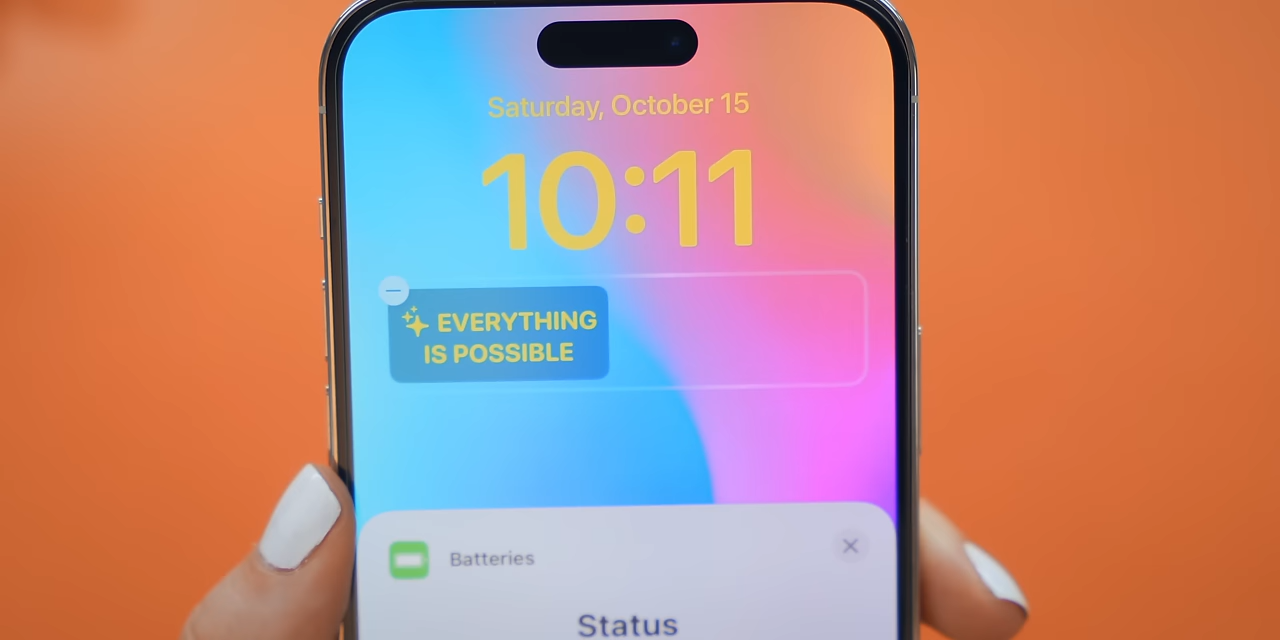 Saturday, October 15
10:11
EVERYTHING
IS POSSIBLE
Batteries
Status